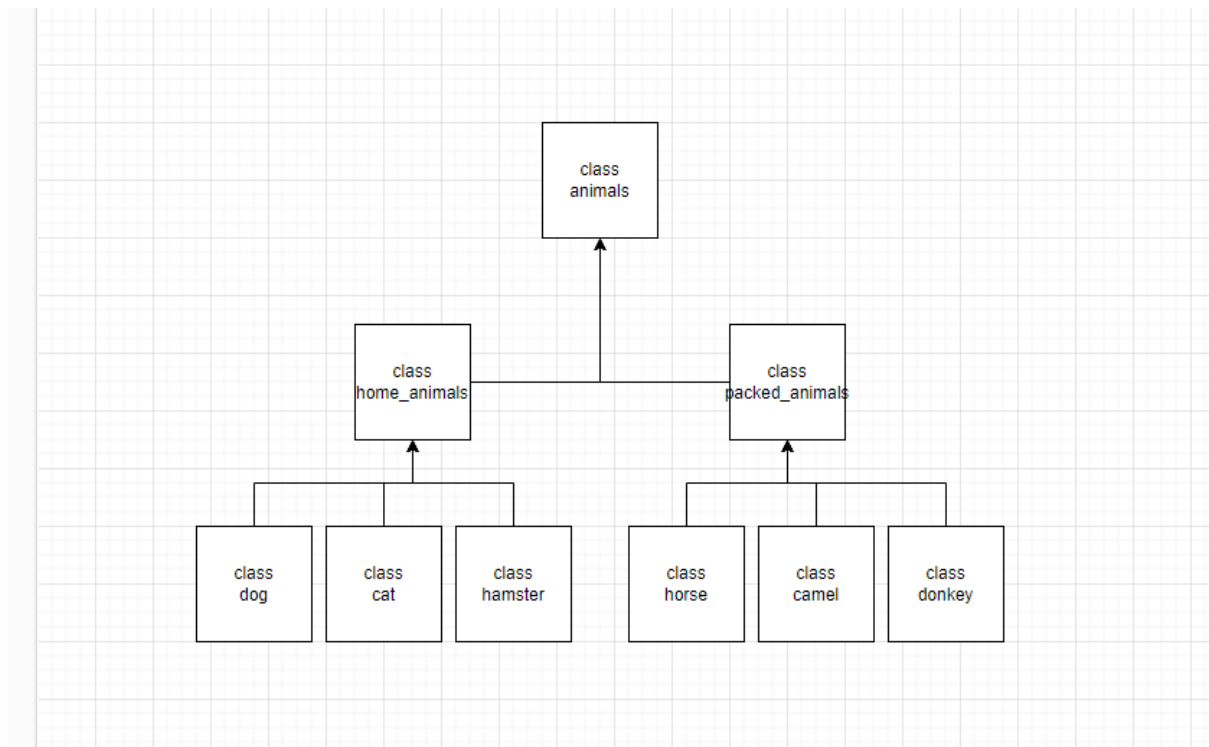 class
animals
class
home_animals
class
packed_animals
class
dog
class
cat
class
hamster
class
horse
class
camel
class
donkey